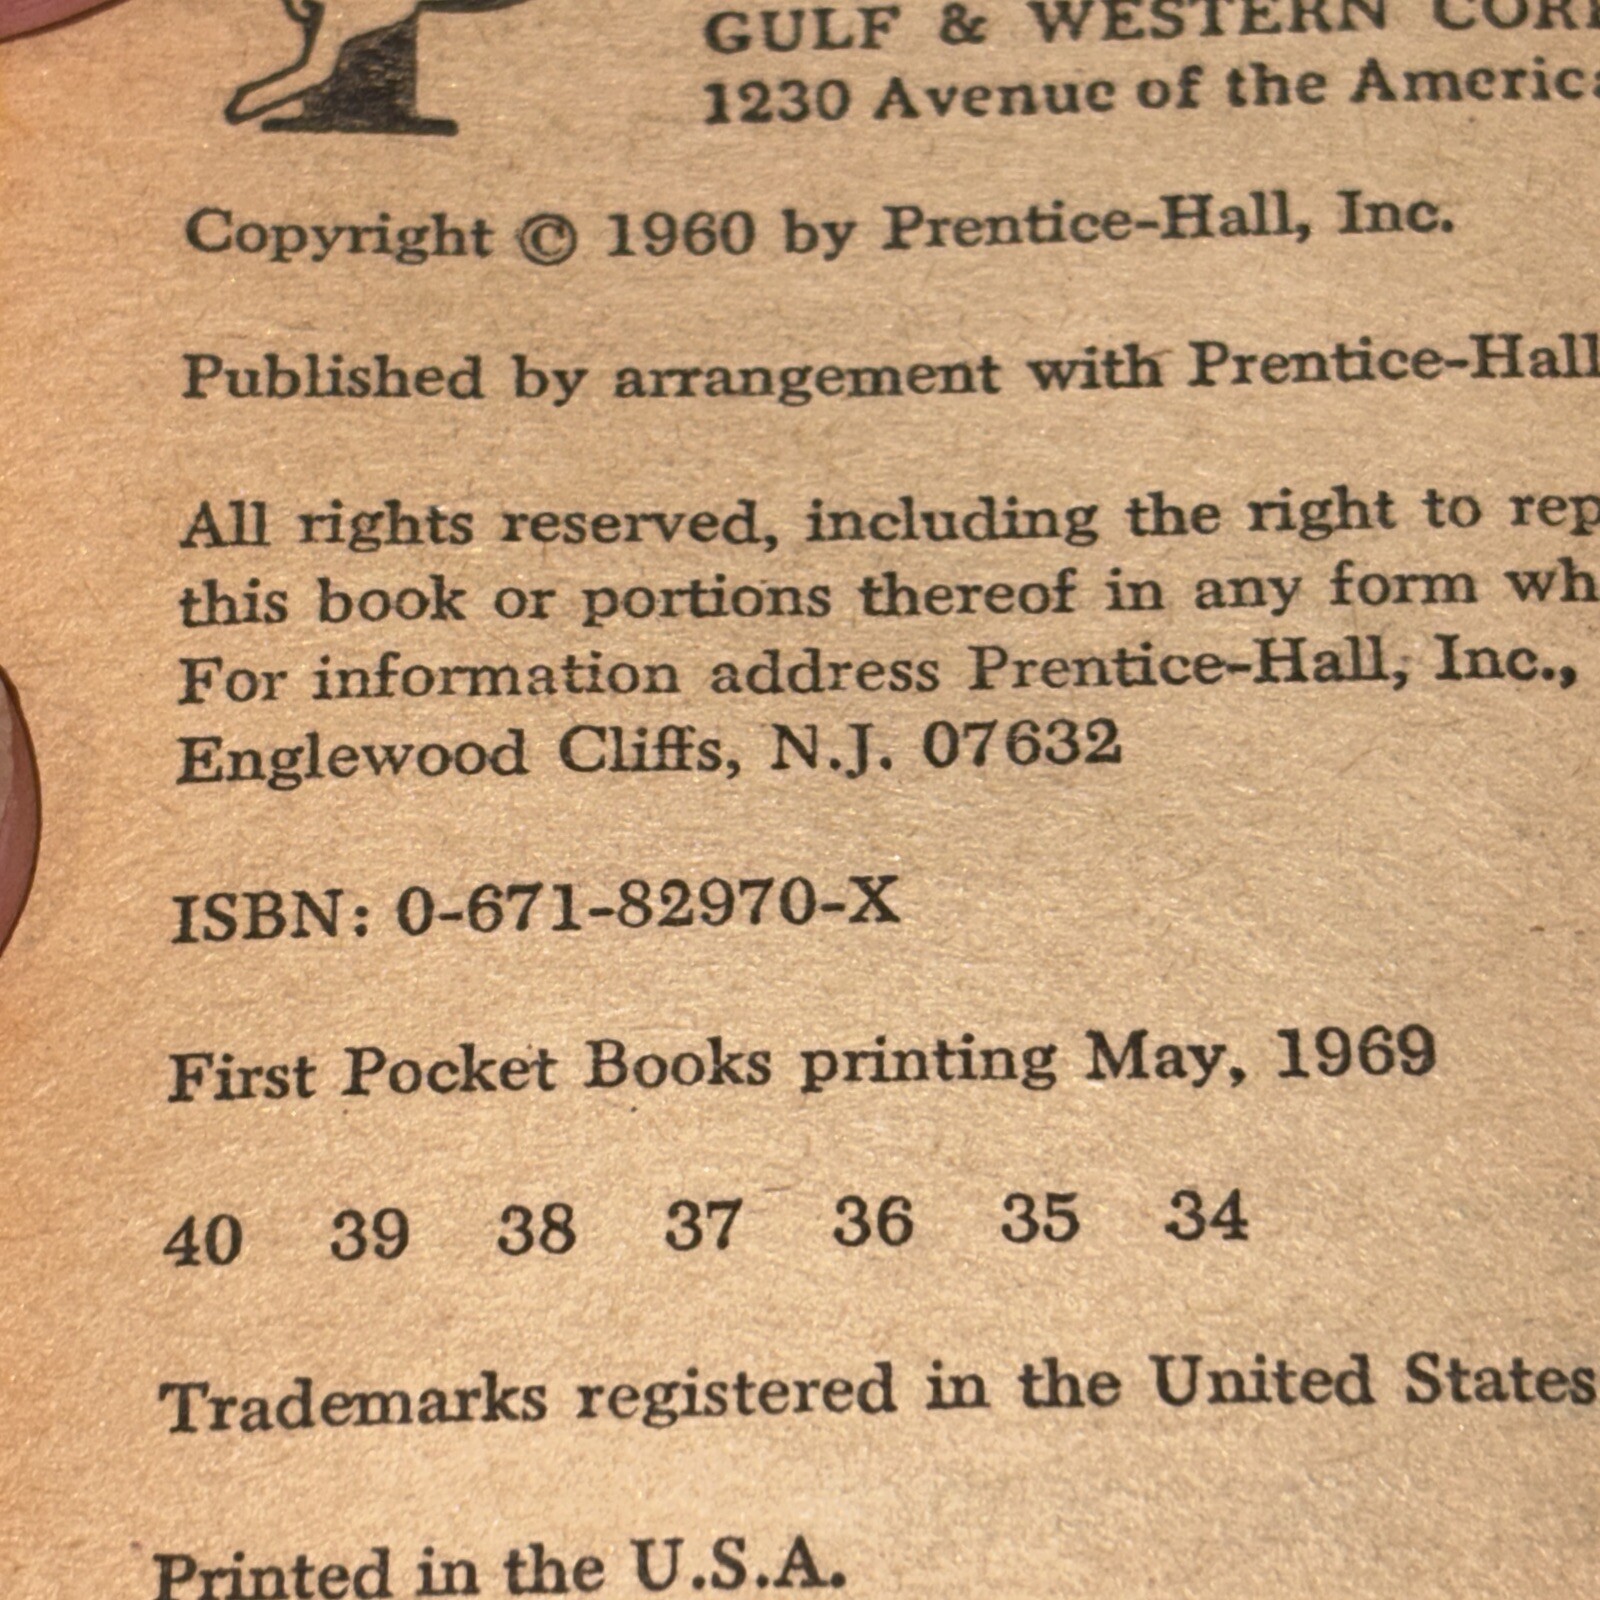 GULF & WESTERN
1230 Avenue of the
Copyright © 1960 by Prentice-Hall, Inc.
Published by arrangement with Prentice-Hall
All rights reserved, including the right to
this book or portions thereof in any form
For information address Prentice-Hall, Inc.,
Englewood Cliffs, N.J. 07632
ISBN: 0-671-82970-X
First Pocket Books printing May, 1969
40 39 38 37 36 35 34
Trademarks registered in the United States
Printed in the U.S.A.